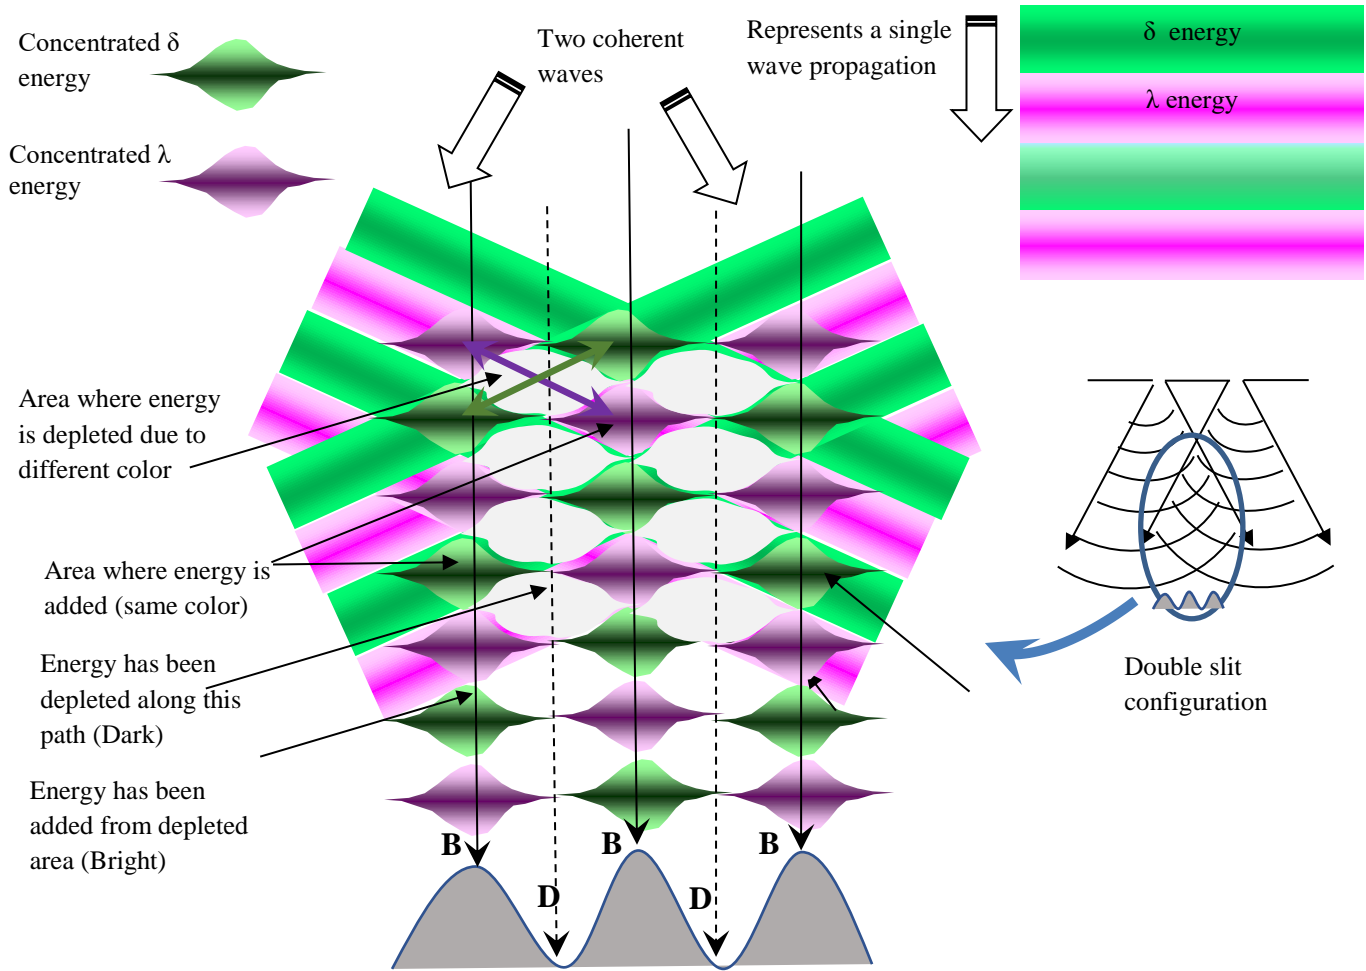 Concentrated δ
energy
Concentrated λ
energy
Two coherent
waves
Represents a single
wave propagation
δ energy
λ energy
Area where energy
is depleted due to
different color
Area where energy is
added (same color)
Energy has been
depleted along this
path (Dark)
Energy has been
added from depleted
area (Bright)
Double slit
configuration
B
B
B
D
D